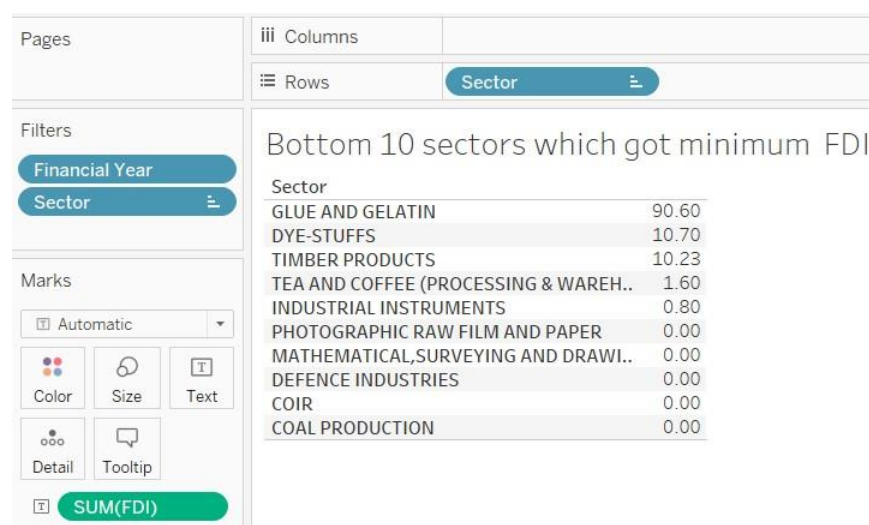 Pages
Columns
Rows
Sector
Filters
Financial Year
Sector
Marks
Automatic
Color
Size
Text
Detail
Tooltip
SUM(FDI)
Bottom 10 sectors which got minimum FDI
Sector
GLUE AND GELATIN 90.60
DYE-STUFFS 10.70
TIMBER PRODUCTS 10.23
TEA AND COFFEE (PROCESSING & WAREH.. 1.60
INDUSTRIAL INSTRUMENTS 0.80
PHOTOGRAPHIC RAW FILM AND PAPER 0.00
MATHEMATICAL,SURVEYING AND DRAWI.. 0.00
DEFENCE INDUSTRIES 0.00
COIR 0.00
COAL PRODUCTION 0.00